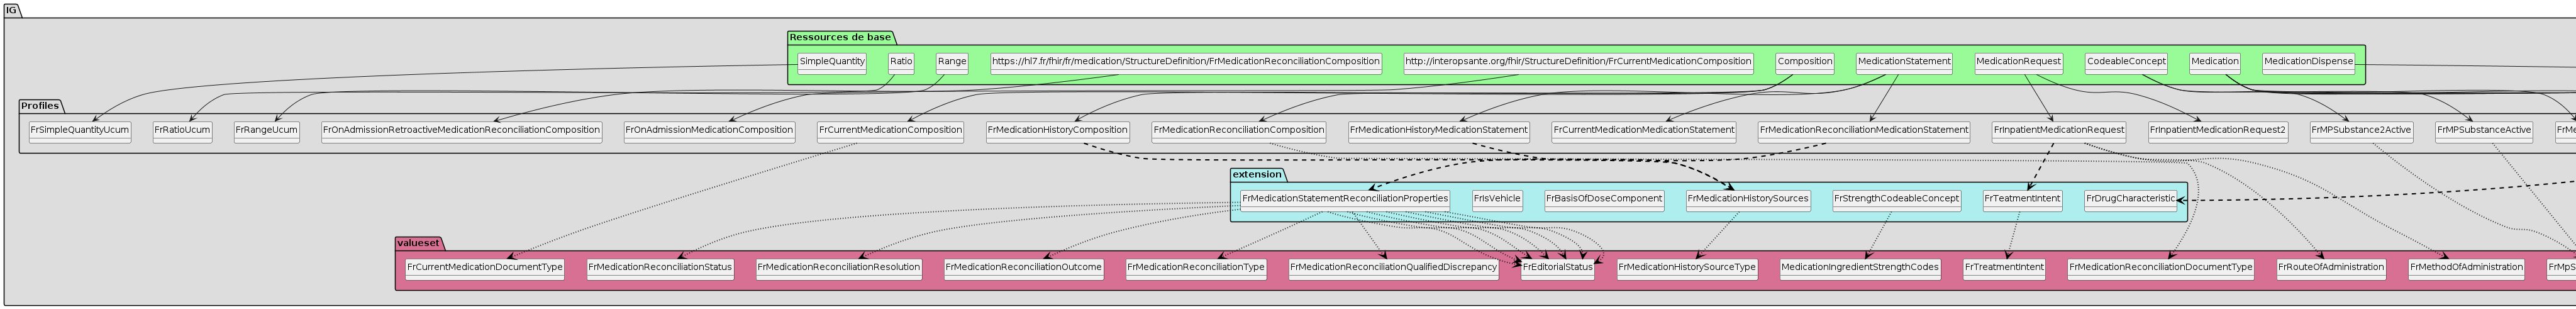 IG
Ressources de base
SimpleQuantity
Ratio
Range
https://hl7.fr/fhir/fr/medication/StructureDefinition/FrMedicationReconciliationComposition
http://interopsante.org/fhir/StructureDefinition/FrCurrentMedicationComposition
Composition
MedicationStatement
MedicationRequest
CodeableConcept
Medication
MedicationDispense
Profiles
FrSimpleQuantityUcum
FrRatioUcum
FrRangeUcum
FrOnAdmissionRetroactiveMedicationReconciliationComposition
FrOnAdmissionMedicationComposition
FrCurrentMedicationComposition
FrMedicationHistoryComposition
FrMedicationReconciliationComposition
FrMedicationHistoryMedicationStatement
FrCurrentMedicationMedicationStatement
FrMedicationReconciliationMedicationStatement
FrInpatientMedicationRequest
FrInpatientMedicationRequest2
FrMPSubstance2Active
FrMPSubstanceActive
FrMe
extension
FrMedicationStatementReconciliationProperties
FrisVehicle
FrBasisOfDoseComponent
FrMedicationHistorySources
FrStrengthCodeableConcept
FrTeatmentIntent
FrDrugCharacteristic
valueset
FrCurrentMedicationDocumentType
FrMedicationReconciliationStatus
FrMedicationReconciliationResolution
FrMedicationReconciliationOutcome
FrMedicationReconciliationType
FrMedicationReconciliationQualifiedDiscrepancy
FrEditorialStatus
FrMedicationHistorySourceType
MedicationIngredientStrengthCodes
FrTreatmentIntent
FrMedicationReconciliationDocumentType
FrRouteOfAdministration
FrMethodOfAdministration
FrMpS